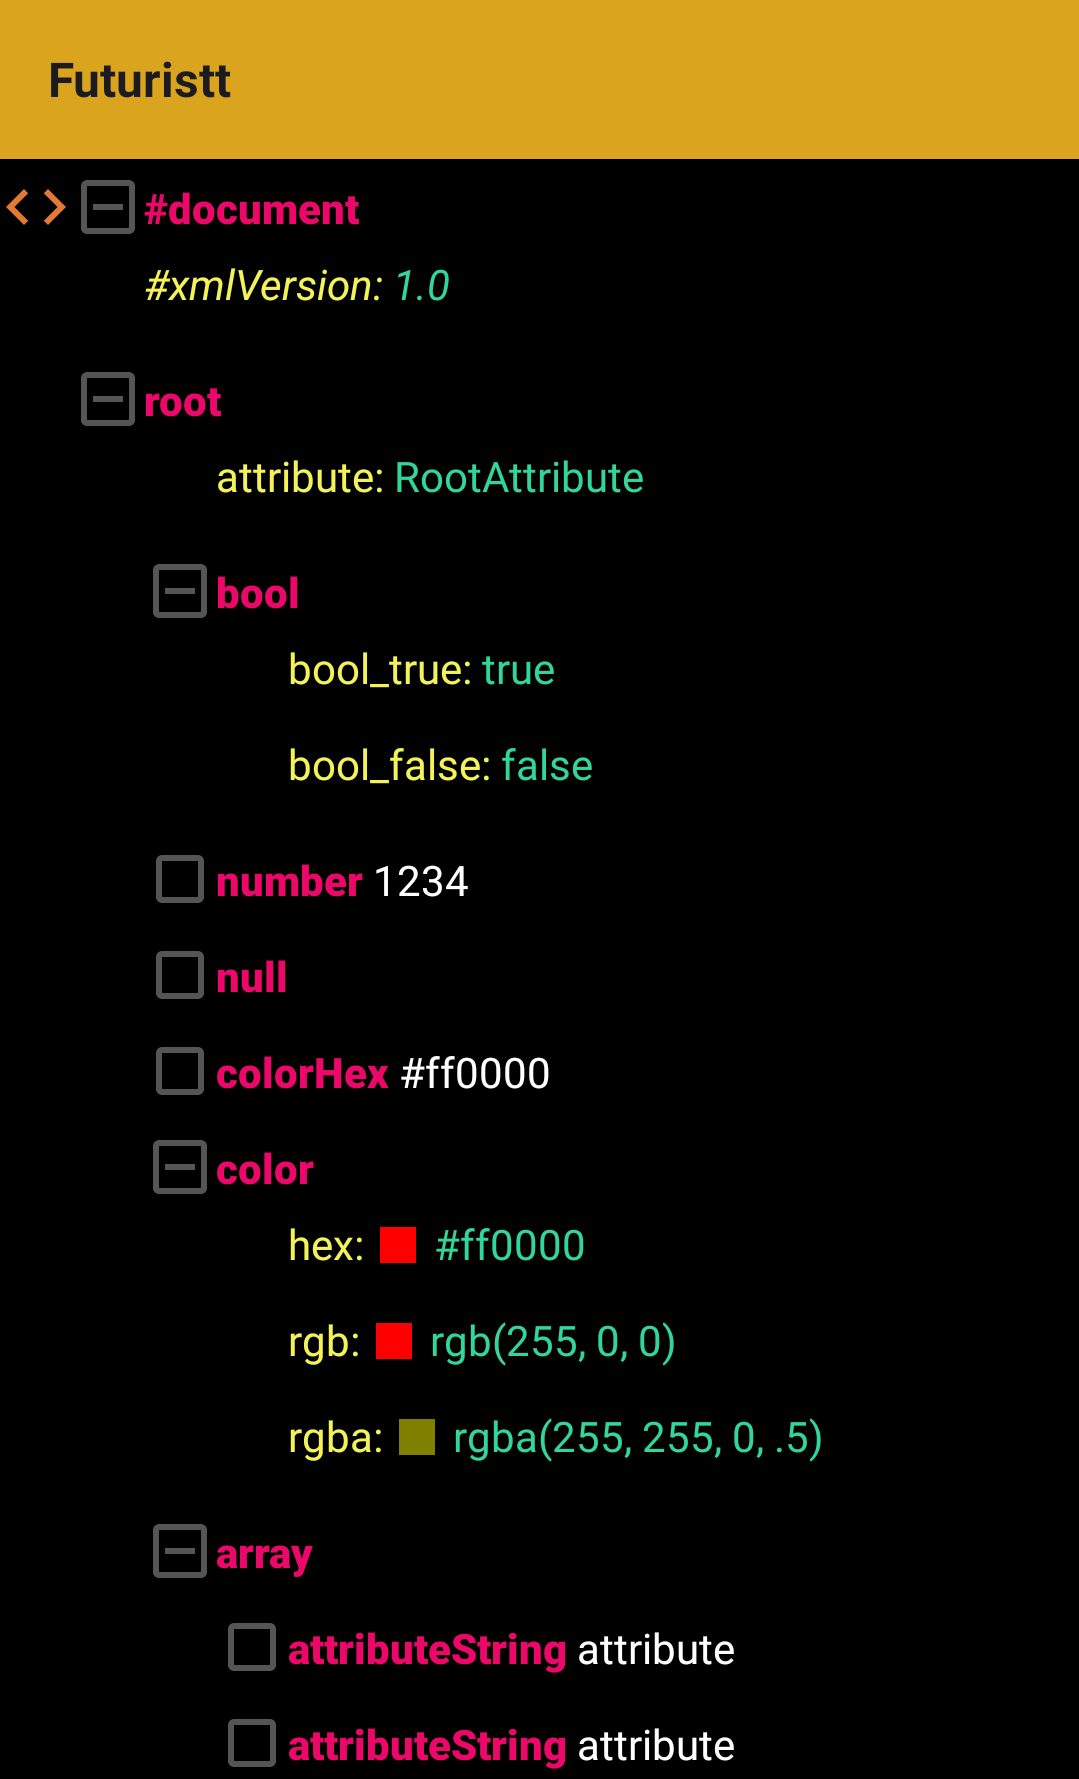 Futuristt
#document
#xmlVersion: 1.0
root
attribute: RootAttribute
bool
bool_true: true
bool_false: false
number 1234
null
colorHex #ff0000
color
hex: #ff0000
rgb: rgb(255, 0, 0)
rgba: rgba(255, 255, 0, .5)
array
attributeString attribute
attributeString attribute